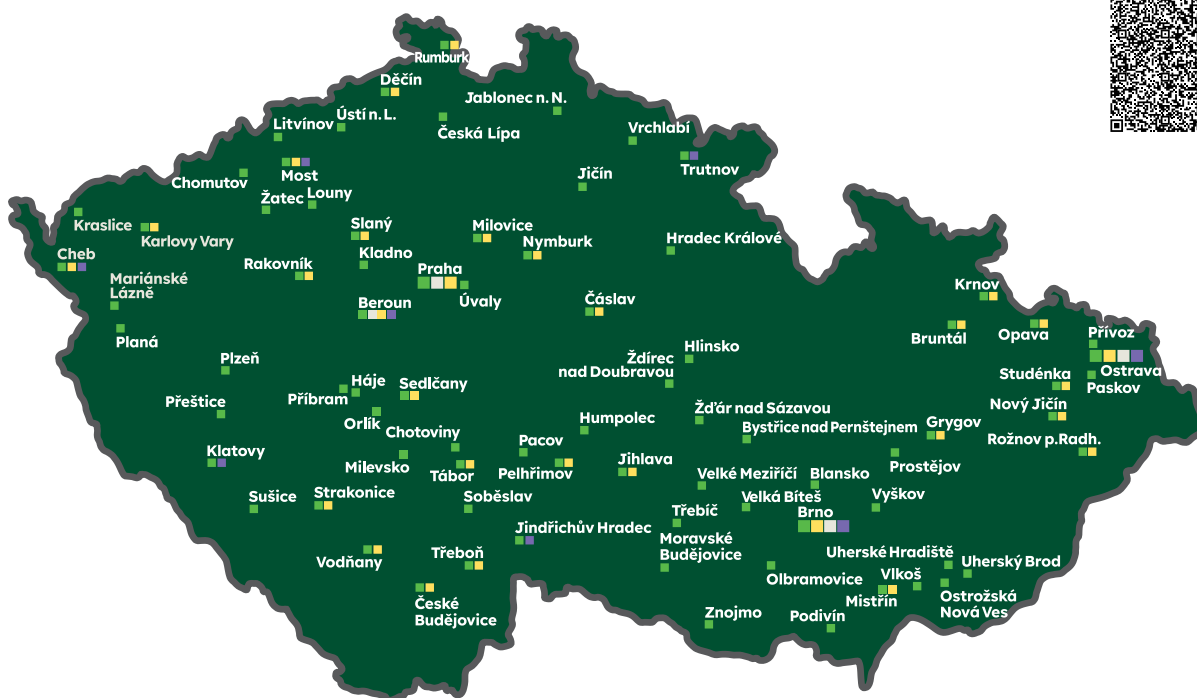 Rumburk
Děčín
Jablonec n. N.
Ústí n. L.
Litvínov
Česká Lípa
Vrchlabí
Most
Trutnov
Chomutov
Jičín
Žatec
Louny
Kraslice
Karlovy Vary
Slaný
Milovice
Nymburk
Hradec Králové
Cheb
Rakovník
Kladno
Praha
Mariánské
Lázně
Beroun
Úvaly
Čáslav
Krnov
Planá
Bruntál
Opava
Přívoz
Plzeň
Hlinsko
Ždírec
nad Doubravou
Ostrava
Studénka
Paskov
Háje
Sedlčany
Příbram
Přeštice
Orlík
Nový Jičín
Humpolec
Žďár nad Sázavou
Bystřice nad Pernštejnem
Grygov
Chotoviny
Rožnov p.Radh.
Klatovy
Milevsko
Pacov
Tábor
Pelhřimov
Jihlava
Prostějov
Velké Meziříčí
Blansko
Sušice
Strakonice
Soběslav
Velká Bíteš
Vyškov
Třebíč
Brno
Jindřichův Hradec
Moravské
Budějovice
Vodňany
Třeboň
Uherské Hradiště
Uherský Brod
Olbramovice
Vlkoš
Mistřín
Ostrožská
Nová Ves
České
Budějovice
Znojmo
Podivín